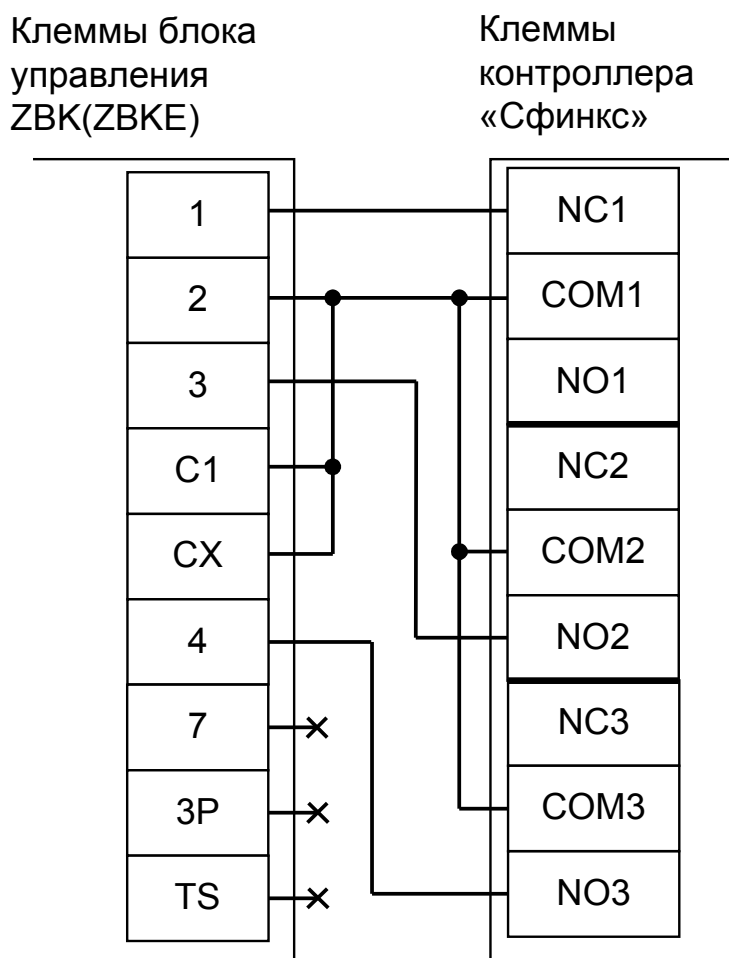 Клеммы блока
управления
ZBK(ZBKE)
Клеммы
контроллера
«Сфинкс»
1
2
3
C1
CX
4
7
3P
TS
NC1
COM1
NO1
NC2
COM2
NO2
NC3
COM3
NO3